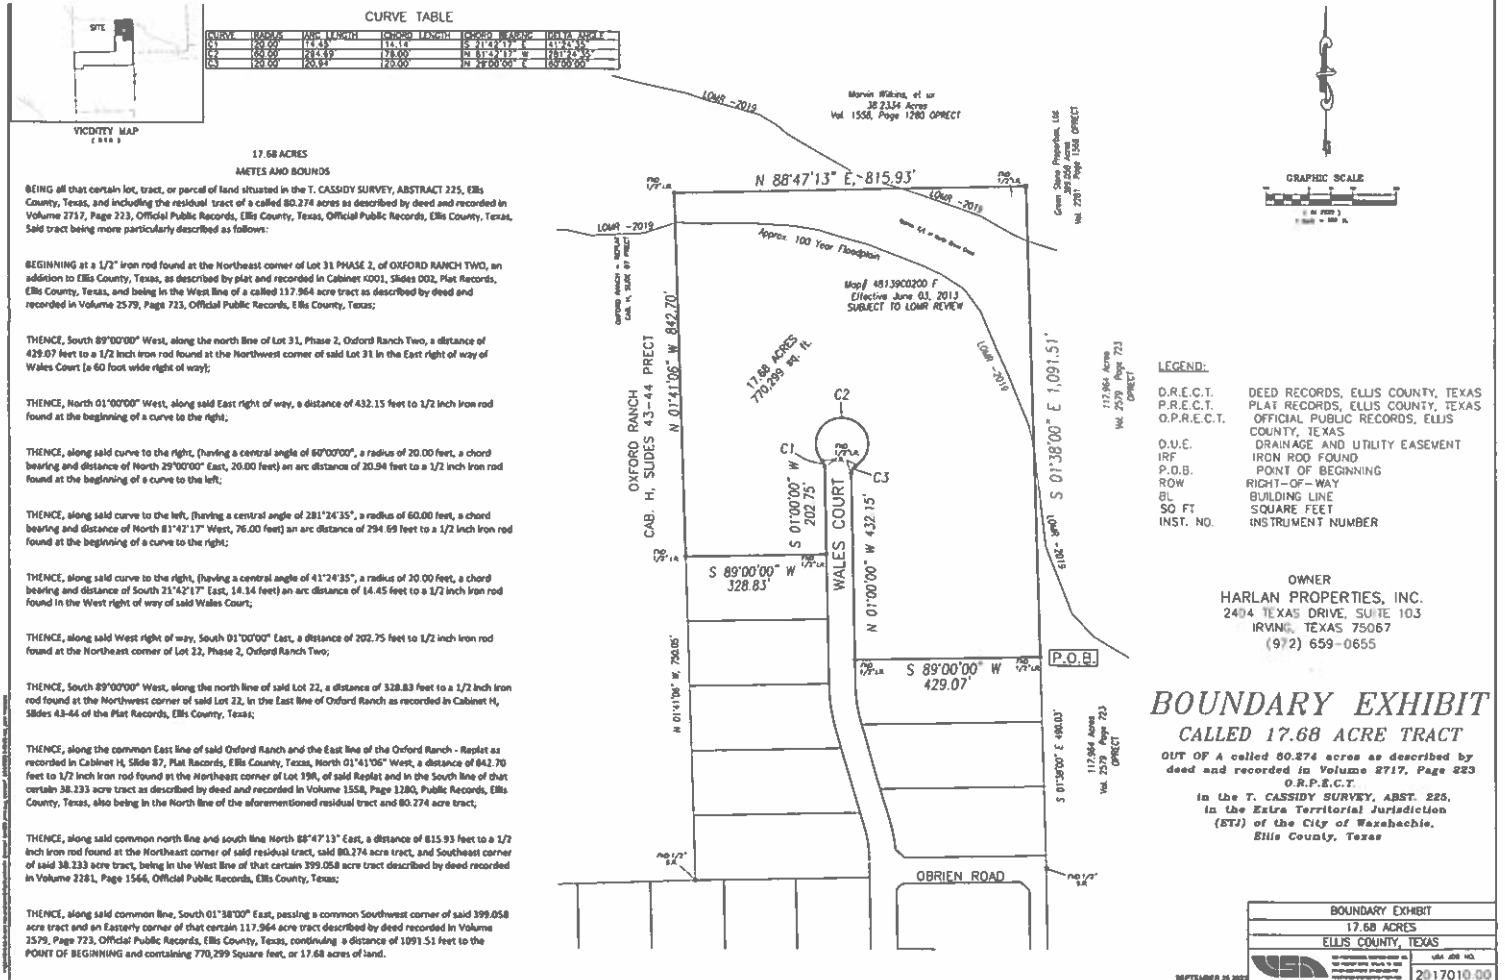 SITE
VICINITY MAP
CURVE TABLE
CURVE RADIUS ARC LENGTH CHORD LENGTH CHORD BEARING DELTA ANGLE
C1 20.00' 14.45' 14.14' S 21°42'17" E 41°24'35"
C2 60.00' 294.69' 76.00' N 81°42'17" W 281°24'35"
C3 20.00' 20.94' 20.00' N 29°00'00" E 60°00'00"
17.68 ACRES
METES AND BOUNDS
BEING all that certain lot, tract, or parcel of land situated in the T. CASSIDY SURVEY, ABSTRACT 225, Ellis
County, Texas, and including the residual tract of a called 80.274 acres as described by deed and recorded in
Volume 2717, Page 223, Official Public Records, Ellis County, Texas, Official Public Records, Ellis County, Texas,
Said tract being more particularly described as follows:
BEGINNING at a 1/2" iron rod found at the Northeast corner of Lot 31 PHASE 2, of OXFORD RANCH TWO, an
addition to Ellis County, Texas, as described by plat and recorded in Cabinet K001, Slides 002, Plat Records,
Ellis County, Texas, and being in the West line of a called 117.964 acre tract as described by deed and
recorded in Volume 2579, Page 723, Official Public Records, Ellis County, Texas;
THENCE, South 89°00'00" West, along the north line of Lot 31, Phase 2, Oxford Ranch Two, a distance of
429.07 feet to a 1/2 inch iron rod found at the Northwest corner of said Lot 31 in the East right of way of
Wales Court (a 60 foot wide right of way);
THENCE, North 01°00'00" West, along said East right of way, a distance of 432.15 feet to 1/2 inch iron rod
found at the beginning of a curve to the right;
THENCE, along said curve to the right, (having a central angle of 60°00'00", a radius of 20.00 feet, a chord
bearing and distance of North 29°00'00" East, 20.00 feet) an arc distance of 20.94 feet to a 1/2 inch iron rod
found at the beginning of a curve to the left;
THENCE, along said curve to the left, (having a central angle of 281°24'35", a radius of 60.00 feet, a chord
bearing and distance of North 81°42'17" West, 76.00 feet) an arc distance of 294.69 feet to a 1/2 inch iron rod
found at the beginning of a curve to the right;
THENCE, along said curve to the right, (having a central angle of 41°24'35", a radius of 20.00 feet, a chord
bearing and distance of South 21°42'17" East, 14.14 feet) an arc distance of 14.45 feet to a 1/2 inch iron rod
found in the West right of way of said Wales Court;
THENCE, along said West right of way, South 01°00'00" East, a distance of 202.75 feet to 1/2 inch iron rod
found at the Northeast corner of Lot 22, Phase 2, Oxford Ranch Two;
THENCE, South 89°00'00" West, along the north line of said Lot 22, a distance of 328.83 feet to a 1/2 inch iron
rod found at the Northwest corner of said Lot 22, in the East line of Oxford Ranch as recorded in Cabinet H,
Slides 43-44 of the Plat Records, Ellis County, Texas;
THENCE, along the common East line of said Oxford Ranch and the East line of the Oxford Ranch - Replat as
recorded in Cabinet H, Slide 87, Plat Records, Ellis County, Texas, North 01°41'06" West, a distance of 842.70
feet to 1/2 inch iron rod found at the Northeast corner of Lot 19R, of said Replat and in the South line of that
certain 38.233 acre tract as described by deed and recorded in Volume 1558, Page 1280, Public Records, Ellis
County, Texas, also being in the North line of the aforementioned residual tract and 80.274 acre tract;
THENCE, along said common north line and south line North 88°47'13" East, a distance of 815.93 feet to a 1/2
inch iron rod found at the Northeast corner of said residual tract, said 80.274 acre tract, and Southeast corner
of said 38.233 acre tract, being in the West line of that certain 399.058 acre tract described by deed recorded
in Volume 2281, Page 1566, Official Public Records, Ellis County, Texas;
THENCE, along said common line, South 01°38'00" East, passing a common Southwest corner of said 399.058
acre tract and an Easterly corner of that certain 117.964 acre tract described by deed recorded in Volume
2579, Page 723, Official Public Records, Ellis County, Texas, continuing a distance of 1091.51 feet to the
POINT OF BEGINNING and containing 770,299 Square feet, or 17.68 acres of land.
LOMR -2019
Marvin Wilkins, et ux
38.2334 Acres
Vol. 1558, Page 1280 OPRECT
N 88°47'13" E, 815.93'
LOMR -2019
LOMR -2019
Approx. 100 Year Floodplain
Map# 48139C0200 F
Effective June 03, 2013
SUBJECT TO LOMR REVIEW
N 01°41'06" W 842.70'
17.68 ACRES
770,299 sq. ft.
LOMR -2019
S 01°38'00" E 1,091.51'
117.964 Acres
Vol. 2579 Page 723
OPRECT
OXFORD RANCH
CAB. H, SLIDES 43-44 PRECT
C2
C1
C3
S 01°00'00" W
202.75'
WALES COURT
N 01°00'00" W 432.15'
LOMR - 2019
S 89°00'00" W
328.83'
P.O.B.
S 89°00'00" W
429.07'
N 01°41'06" W, 750.05'
S 01°38'00" E 490.03'
117.964 Acres
Vol. 2579 Page 723
OPRECT
OBRIEN ROAD
GRAPHIC SCALE
LEGEND:
D.R.E.C.T. DEED RECORDS, ELLIS COUNTY, TEXAS
P.R.E.C.T. PLAT RECORDS, ELLIS COUNTY, TEXAS
O.P.R.E.C.T. OFFICIAL PUBLIC RECORDS, ELLIS
COUNTY, TEXAS
D.U.E. DRAINAGE AND UTILITY EASEMENT
IRF IRON ROD FOUND
P.O.B. POINT OF BEGINNING
ROW RIGHT-OF-WAY
BL BUILDING LINE
SQ FT SQUARE FEET
INST. NO. INSTRUMENT NUMBER
OWNER
HARLAN PROPERTIES, INC.
2404 TEXAS DRIVE, SUITE 103
IRVING, TEXAS 75067
(972) 659-0655
BOUNDARY EXHIBIT
CALLED 17.68 ACRE TRACT
OUT OF A called 80.274 acres as described by
deed and recorded in Volume 2717, Page 223
O.R.P.E.C.T.
in the T. CASSIDY SURVEY, ABST. 225,
in the Extra Territorial Jurisdiction
(ETJ) of the City of Waxahachie,
Ellis County, Texas
BOUNDARY EXHIBIT
17.68 ACRES
ELLIS COUNTY, TEXAS
2017010.00